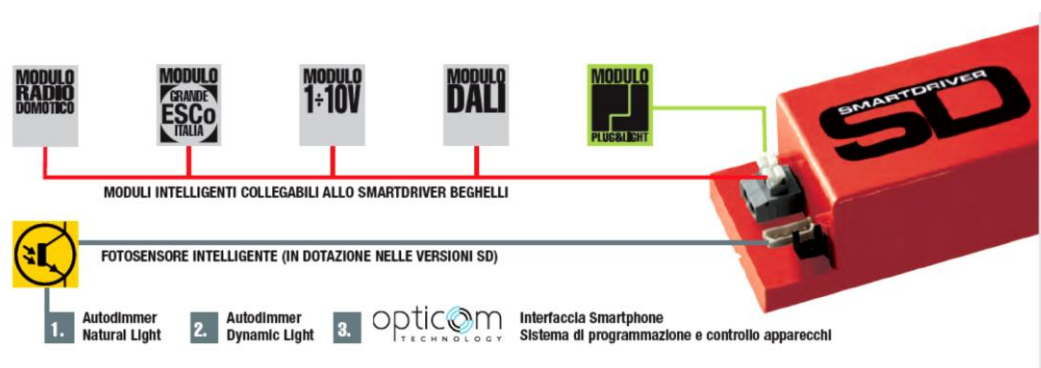 MODULO
RADIO
DOMOTICO
MODULO
GRANDE
ESCo
ITALIA
MODULO
1÷10V
MODULO
DALI
MODULO
PLUG&LIGHT
SMARTDRIVER
SD
MODULI INTELLIGENTI COLLEGABILI ALLO SMARTDRIVER BEGHELLI
FOTOSENSORE INTELLIGENTE (IN DOTAZIONE NELLE VERSIONI SD)
1.
Autodimmer
Natural Light
2.
Autodimmer
Dynamic Light
3.
opticom
TECHNOLOGY
Interfaccia Smartphone
Sistema di programmazione e controllo apparecchi